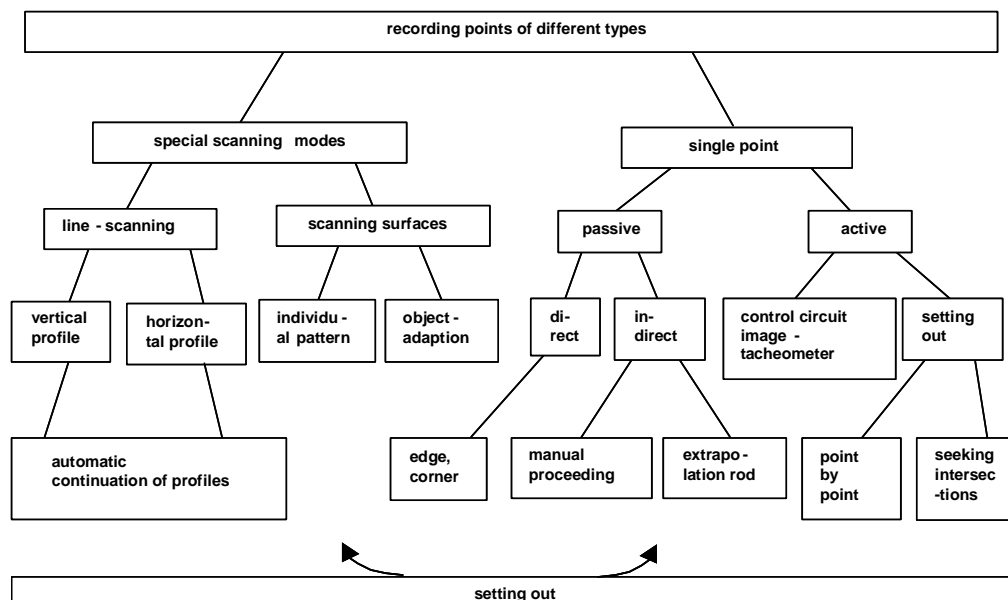 recording points of different types
special scanning modes
single point
line - scanning
scanning surfaces
passive
active
vertical
profile
horizon-
tal profile
individu -
al pattern
object -
adaption
di-
rect
in-
direct
control circuit
image -
tacheometer
setting
out
automatic
continuation of profiles
edge,
corner
manual
proceeding
extrapo -
lation rod
point
by
point
seeking
intersec
-tions
setting out